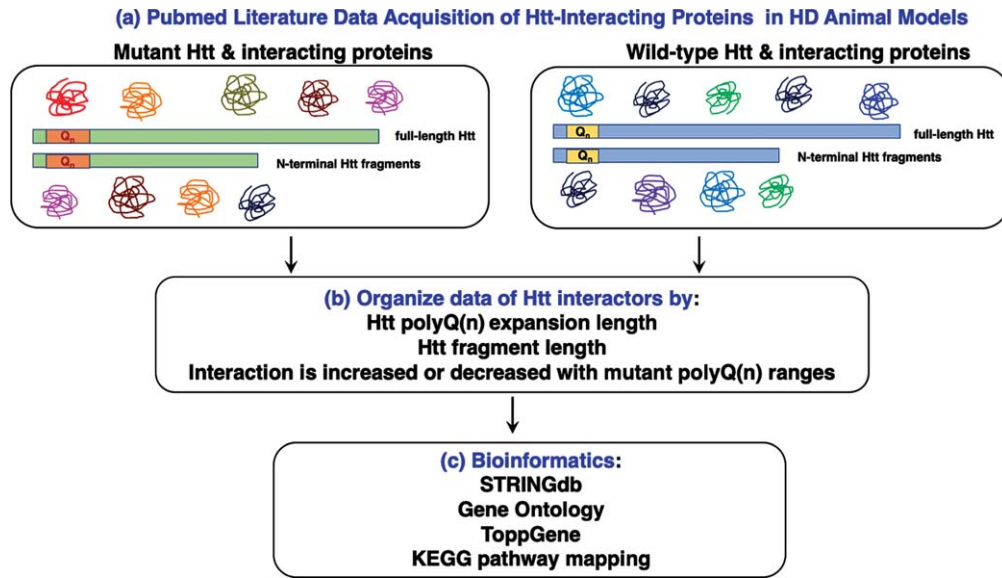 (a) Pubmed Literature Data Acquisition of Htt-Interacting Proteins in HD Animal Models
Mutant Htt & interacting proteins
Qn
full-length Htt
Qn
N-terminal Htt fragments
Wild-type Htt & interacting proteins
Qn
full-length Htt
Qn
N-terminal Htt fragments
(b) Organize data of Htt interactors by:
Htt polyQ(n) expansion length
Htt fragment length
Interaction is increased or decreased with mutant polyQ(n) ranges
(c) Bioinformatics:
STRINGdb
Gene Ontology
ToppGene
KEGG pathway mapping